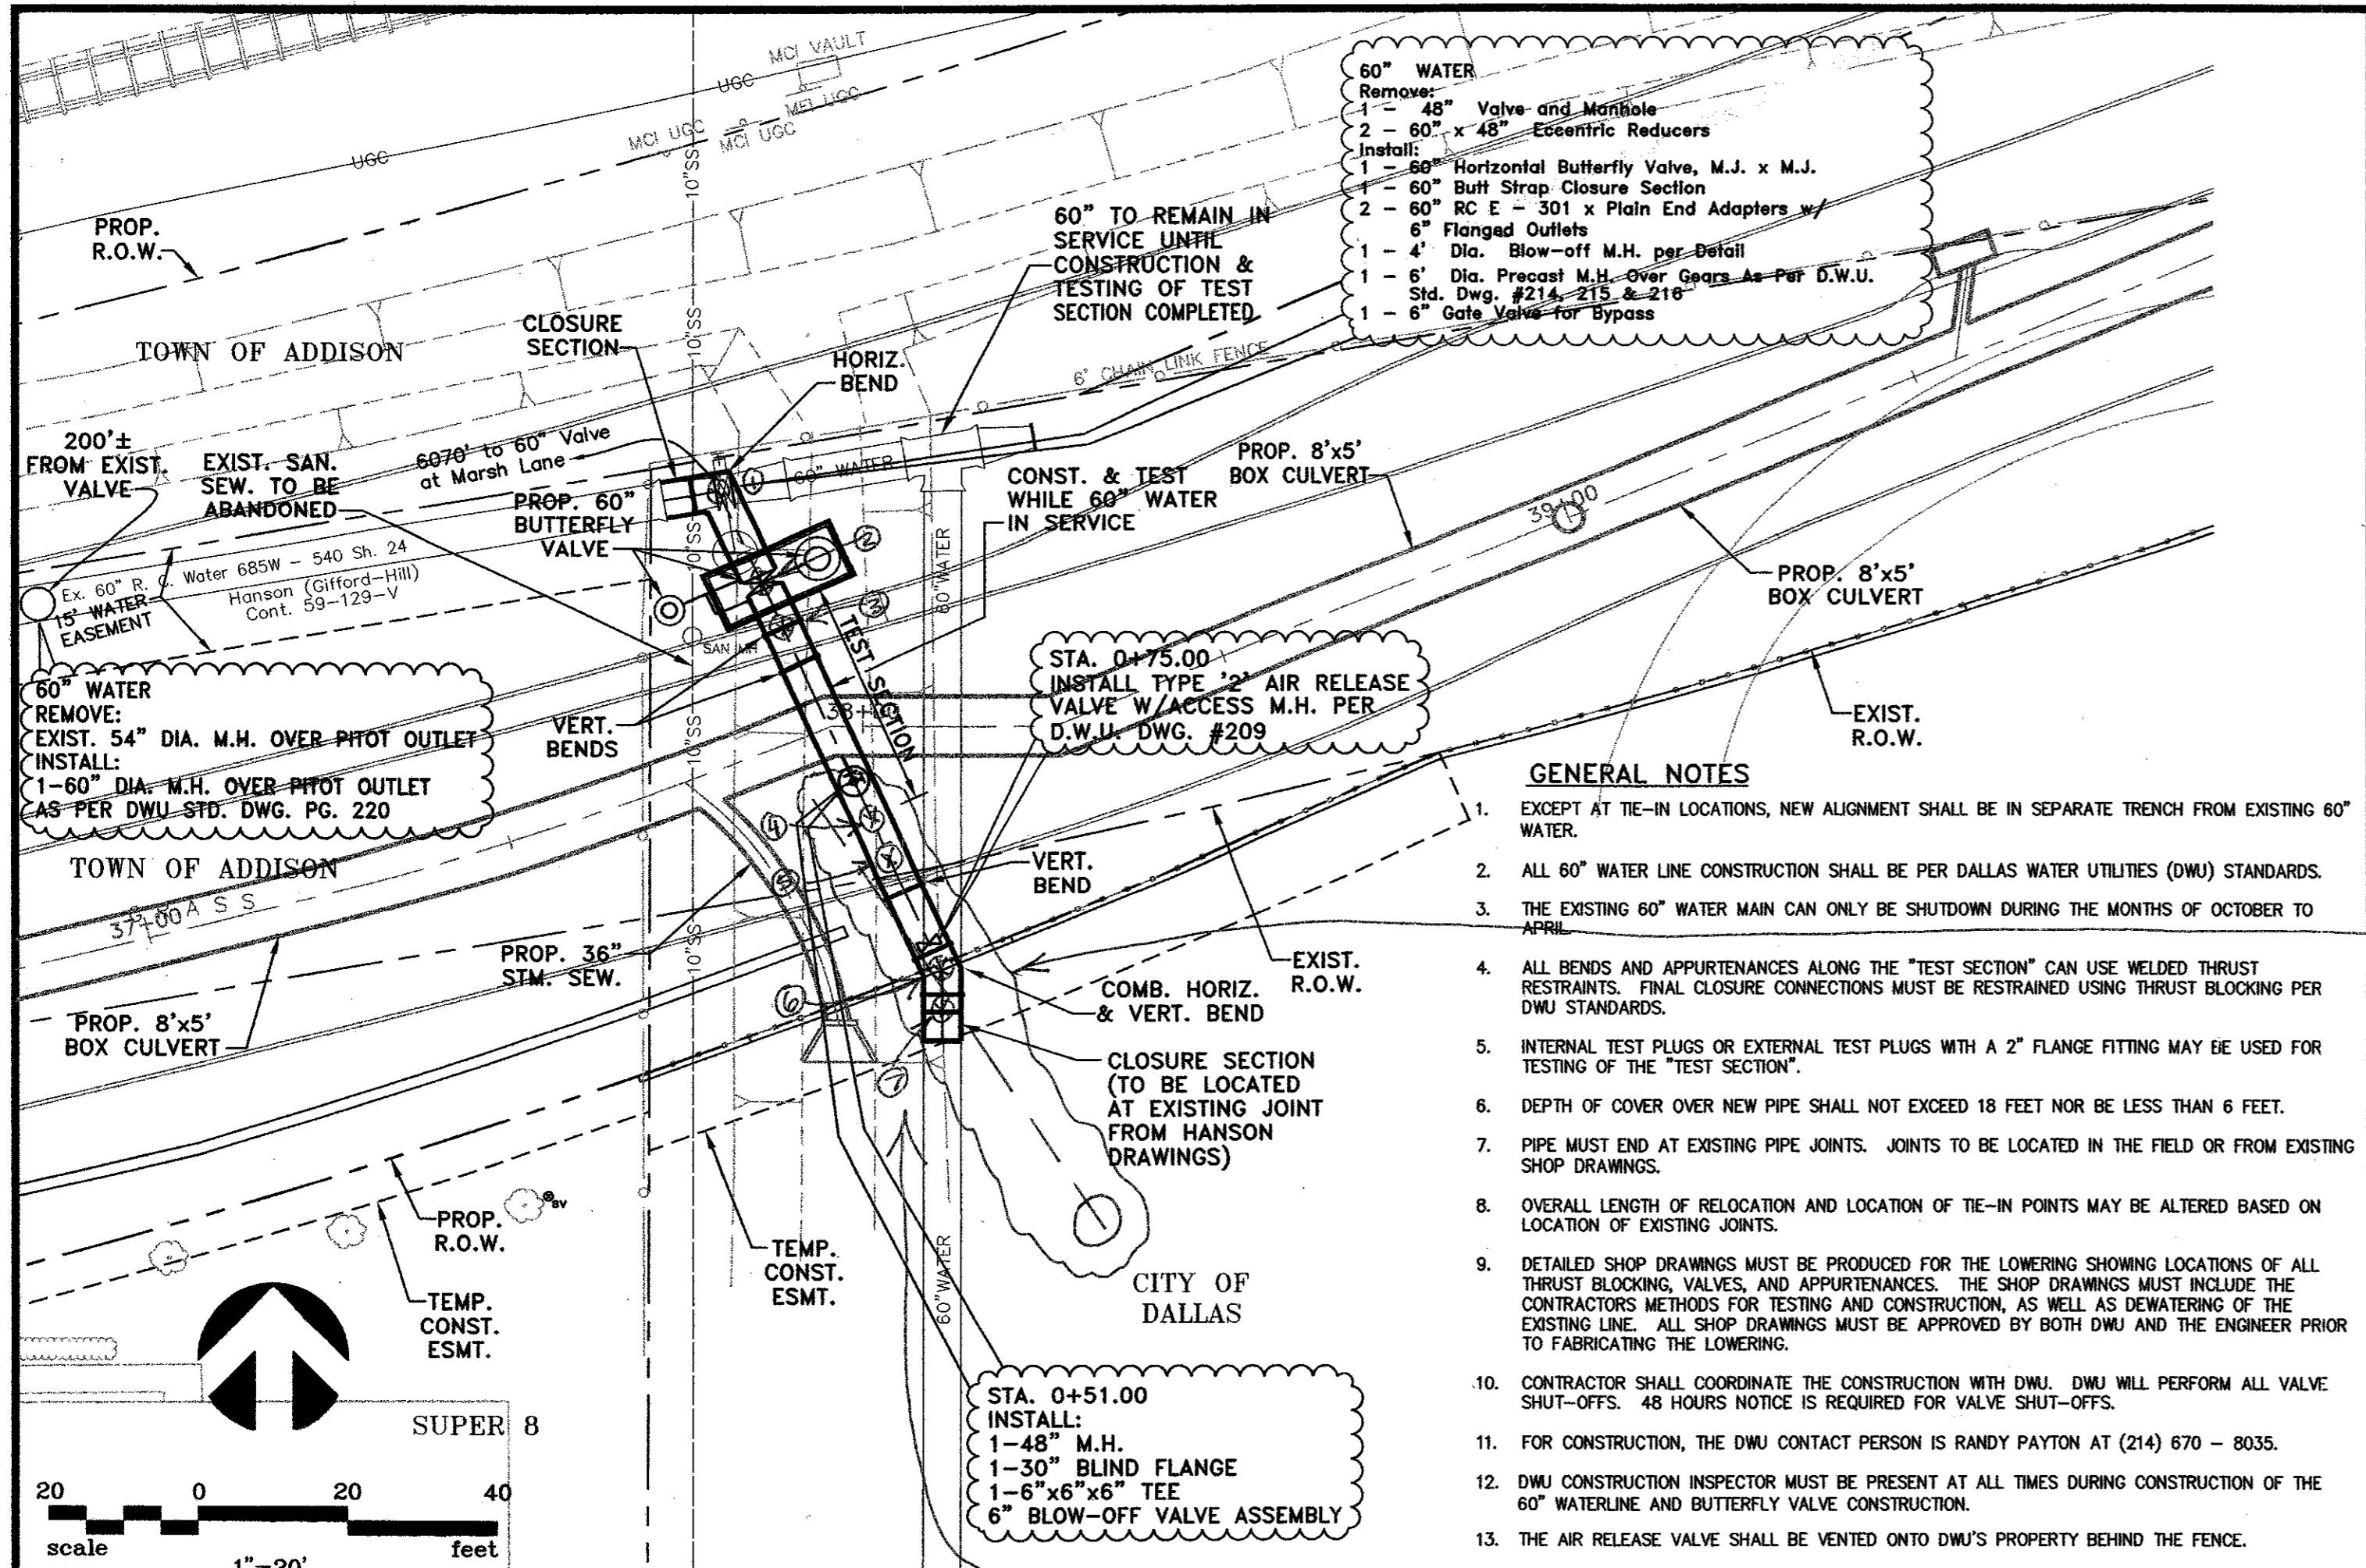 MCI VAULT
UGC
MCI UGC
MCI UGC
MCI UGC
UGC
10"SS
60" WATER
Remove:
1 - 48" Valve and Manhole
2 - 60" x 48" Eccentric Reducers
Install:
1 - 60" Horizontal Butterfly Valve, M.J. x M.J.
1 - 60" Butt Strap Closure Section
2 - 60" RC E - 301 x Plain End Adapters w/
6" Flanged Outlets
1 - 4' Dia. Blow-off M.H. per Detail
1 - 6' Dia. Precast M.H. Over Gears As Per D.W.U.
Std. Dwg. #214, 215 & 216
1 - 6" Gate Valve for Bypass
PROP.
R.O.W.
60" TO REMAIN IN
SERVICE UNTIL
CONSTRUCTION &
TESTING OF TEST
SECTION COMPLETED
TOWN OF ADDISON
CLOSURE
SECTION
10"SS
HORIZ.
BEND
6' CHAIN LINK FENCE
200'±
FROM EXIST.
VALVE
EXIST. SAN.
SEW. TO BE
ABANDONED
6070' to 60" Valve
at Marsh Lane
PROP. 60"
BUTTERFLY
VALVE
1
60" WATER
CONST. & TEST
WHILE 60" WATER
IN SERVICE
PROP. 8'x5'
BOX CULVERT
39+00
PROP. 8'x5'
BOX CULVERT
10"SS
2
60"WATER
Ex. 60" R. C. Water 685W - 540 Sh. 24
Hanson (Gifford-Hill)
Cont. 59-129-V
15' WATER
EASEMENT
3
SAN MH
TEST SECTION
60" WATER
REMOVE:
EXIST. 54" DIA. M.H. OVER PITOT OUTLET
INSTALL:
1-60" DIA. M.H. OVER PITOT OUTLET
AS PER DWU STD. DWG. PG. 220
VERT.
BENDS
10"SS
STA. 0+75.00
INSTALL TYPE '2' AIR RELEASE
VALVE W/ACCESS M.H. PER
D.W.U. DWG. #209
EXIST.
R.O.W.
TOWN OF ADDISON
37+00
4
5
VERT.
BEND
PROP. 36"
STM. SEW.
10"SS
6
EXIST.
R.O.W.
COMB. HORIZ.
& VERT. BEND
PROP. 8'x5'
BOX CULVERT
7
CLOSURE SECTION
(TO BE LOCATED
AT EXISTING JOINT
FROM HANSON
DRAWINGS)
PROP.
R.O.W.
SV
TEMP.
CONST.
ESMT.
TEMP.
CONST.
ESMT.
60"WATER
CITY OF
DALLAS
SUPER 8
STA. 0+51.00
INSTALL:
1-48" M.H.
1-30" BLIND FLANGE
1-6"x6"x6" TEE
6" BLOW-OFF VALVE ASSEMBLY
20 0 20 40
scale feet
1"=20'
GENERAL NOTES
1. EXCEPT AT TIE-IN LOCATIONS, NEW ALIGNMENT SHALL BE IN SEPARATE TRENCH FROM EXISTING 60"
WATER.
2. ALL 60" WATER LINE CONSTRUCTION SHALL BE PER DALLAS WATER UTILITIES (DWU) STANDARDS.
3. THE EXISTING 60" WATER MAIN CAN ONLY BE SHUTDOWN DURING THE MONTHS OF OCTOBER TO
APRIL.
4. ALL BENDS AND APPURTENANCES ALONG THE "TEST SECTION" CAN USE WELDED THRUST
RESTRAINTS. FINAL CLOSURE CONNECTIONS MUST BE RESTRAINED USING THRUST BLOCKING PER
DWU STANDARDS.
5. INTERNAL TEST PLUGS OR EXTERNAL TEST PLUGS WITH A 2" FLANGE FITTING MAY BE USED FOR
TESTING OF THE "TEST SECTION".
6. DEPTH OF COVER OVER NEW PIPE SHALL NOT EXCEED 18 FEET NOR BE LESS THAN 6 FEET.
7. PIPE MUST END AT EXISTING PIPE JOINTS. JOINTS TO BE LOCATED IN THE FIELD OR FROM EXISTING
SHOP DRAWINGS.
8. OVERALL LENGTH OF RELOCATION AND LOCATION OF TIE-IN POINTS MAY BE ALTERED BASED ON
LOCATION OF EXISTING JOINTS.
9. DETAILED SHOP DRAWINGS MUST BE PRODUCED FOR THE LOWERING SHOWING LOCATIONS OF ALL
THRUST BLOCKING, VALVES, AND APPURTENANCES. THE SHOP DRAWINGS MUST INCLUDE THE
CONTRACTORS METHODS FOR TESTING AND CONSTRUCTION, AS WELL AS DEWATERING OF THE
EXISTING LINE. ALL SHOP DRAWINGS MUST BE APPROVED BY BOTH DWU AND THE ENGINEER PRIOR
TO FABRICATING THE LOWERING.
10. CONTRACTOR SHALL COORDINATE THE CONSTRUCTION WITH DWU. DWU WILL PERFORM ALL VALVE
SHUT-OFFS. 48 HOURS NOTICE IS REQUIRED FOR VALVE SHUT-OFFS.
11. FOR CONSTRUCTION, THE DWU CONTACT PERSON IS RANDY PAYTON AT (214) 670 - 8035.
12. DWU CONSTRUCTION INSPECTOR MUST BE PRESENT AT ALL TIMES DURING CONSTRUCTION OF THE
60" WATERLINE AND BUTTERFLY VALVE CONSTRUCTION.
13. THE AIR RELEASE VALVE SHALL BE VENTED ONTO DWU'S PROPERTY BEHIND THE FENCE.